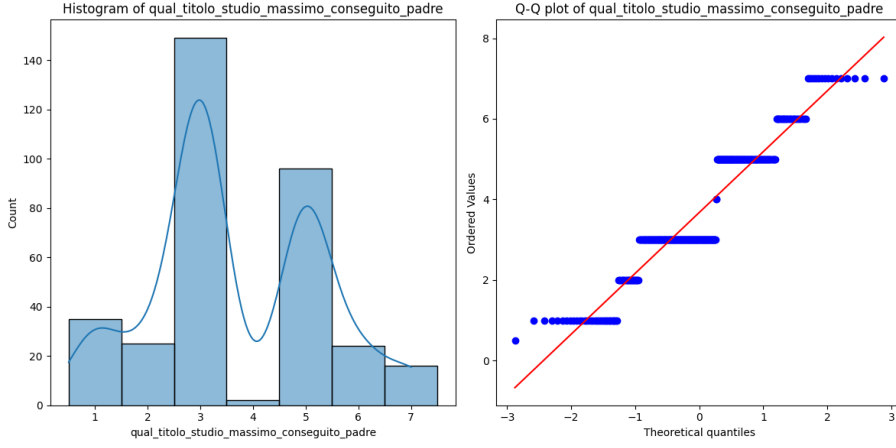 Histogram of qual_titolo_studio_massimo_conseguito_padre
Count
140
120
100
80
60
40
20
0
1 2 3 4 5 6 7
qual_titolo_studio_massimo_conseguito_padre
Q-Q plot of qual_titolo_studio_massimo_conseguito_padre
Ordered Values
8
6
4
2
0
−3 −2 −1 0 1 2 3
Theoretical quantiles